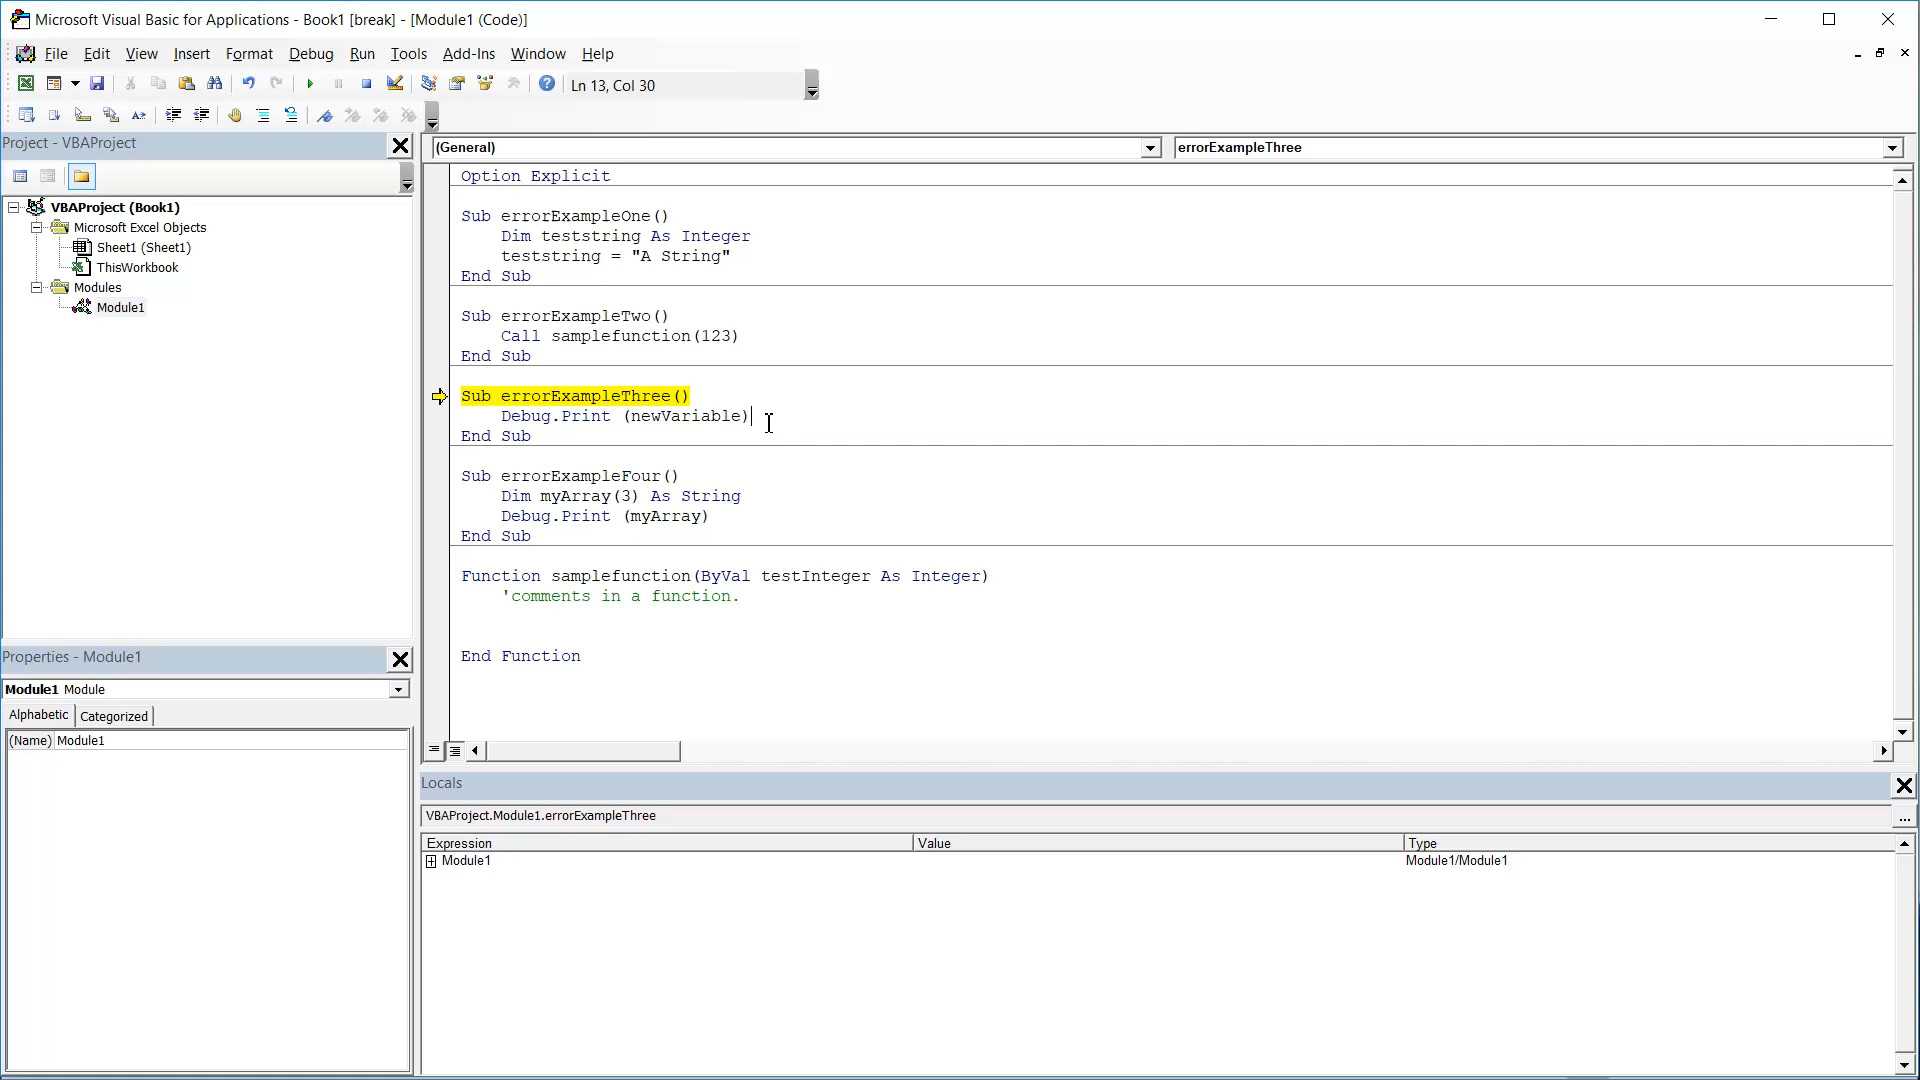 Microsoft Visual Basic for Applications - Book1 [break] - [Module1 (Code)]
File Edit View Insert Format Debug Run Tools Add-Ins Window Help
Ln 13, Col 30
Project - VBAProject
(General)
errorExampleThree
VBAProject (Book1)
Microsoft Excel Objects
Sheet1 (Sheet1)
ThisWorkbook
Modules
Module1
Option Explicit
Sub errorExampleOne()
Dim teststring As Integer
teststring = "A String"
End Sub
Sub errorExampleTwo()
Call samplefunction(123)
End Sub
Sub errorExampleThree()
Debug.Print (newVariable)
End Sub
Sub errorExampleFour()
Dim myArray(3) As String
Debug.Print (myArray)
End Sub
Function samplefunction(ByVal testInteger As Integer)
'comments in a function.
End Function
Properties - Module1
Module1 Module
Alphabetic Categorized
(Name) Module1
Locals
VBAProject.Module1.errorExampleThree
...
Expression Value Type
Module1 Module1/Module1